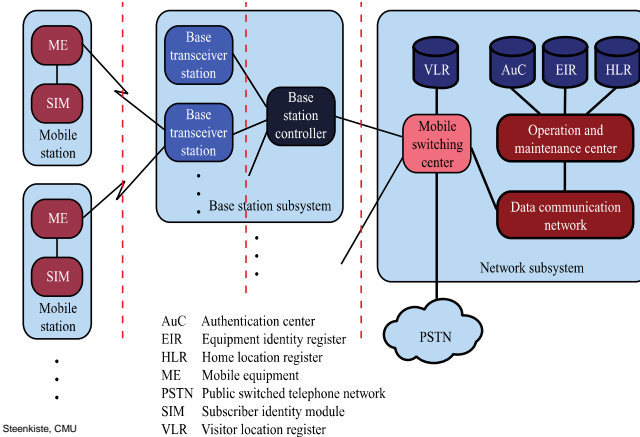 ME
SIM
Mobile
station
ME
SIM
Mobile
station
Base
transceiver
station
Base
transceiver
station
Base
station
controller
Base station subsystem
VLR
AuC
EIR
HLR
Mobile
switching
center
Operation and
maintenance center
Data communication
network
Network subsystem
PSTN
AuC Authentication center
EIR Equipment identity register
HLR Home location register
ME Mobile equipment
PSTN Public switched telephone network
SIM Subscriber identity module
VLR Visitor location register
Steenkiste, CMU